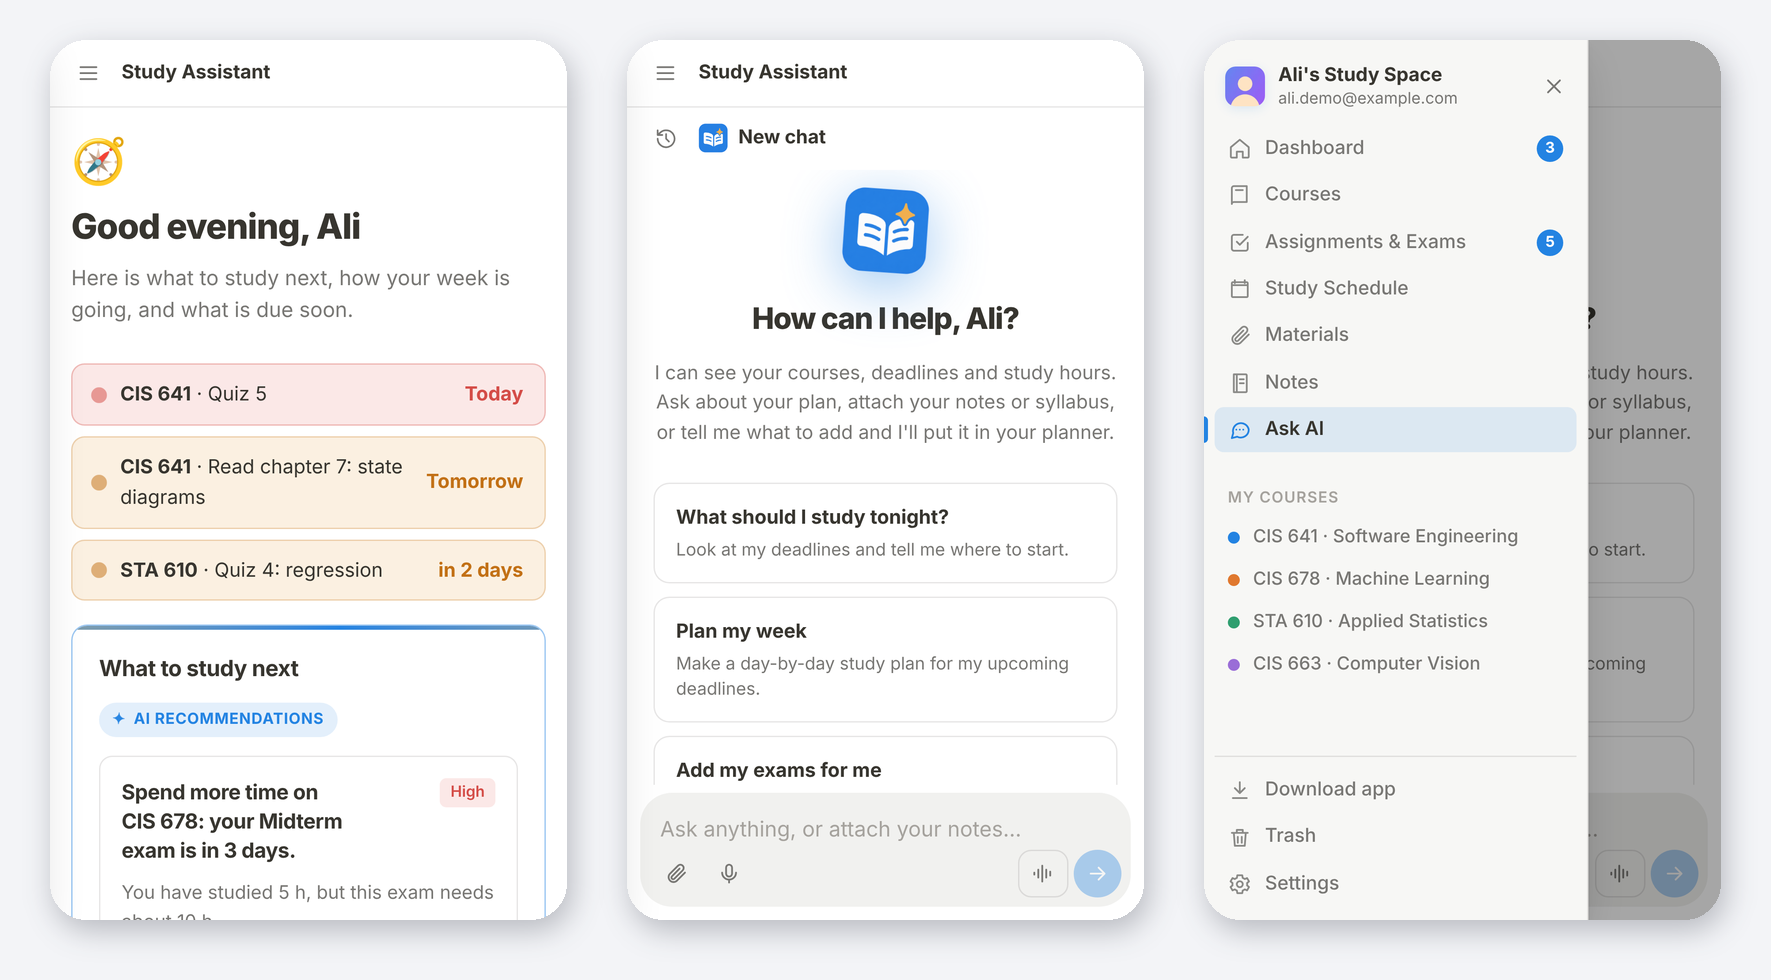 Study Assistant
Good evening, Ali
Here is what to study next, how your week is
going, and what is due soon.
CIS 641 · Quiz 5 Today
CIS 641 · Read chapter 7: state
diagrams
Tomorrow
STA 610 · Quiz 4: regression in 2 days
What to study next
AI RECOMMENDATIONS
Spend more time on
CIS 678: your Midterm
exam is in 3 days.
High
You have studied 5 h, but this exam needs
about 10 h
Study Assistant
New chat
How can I help, Ali?
I can see your courses, deadlines and study hours.
Ask about your plan, attach your notes or syllabus,
or tell me what to add and I'll put it in your planner.
What should I study tonight?
Look at my deadlines and tell me where to start.
Plan my week
Make a day-by-day study plan for my upcoming
deadlines.
Add my exams for me
Ask anything, or attach your notes...
Ali's Study Space
ali.demo@example.com
Dashboard 3
Courses
Assignments & Exams 5
Study Schedule
Materials
Notes
Ask AI
MY COURSES
CIS 641 · Software Engineering
CIS 678 · Machine Learning
STA 610 · Applied Statistics
CIS 663 · Computer Vision
Download app
Trash
Settings
?
study hours.
or syllabus,
our planner.
o start.
coming